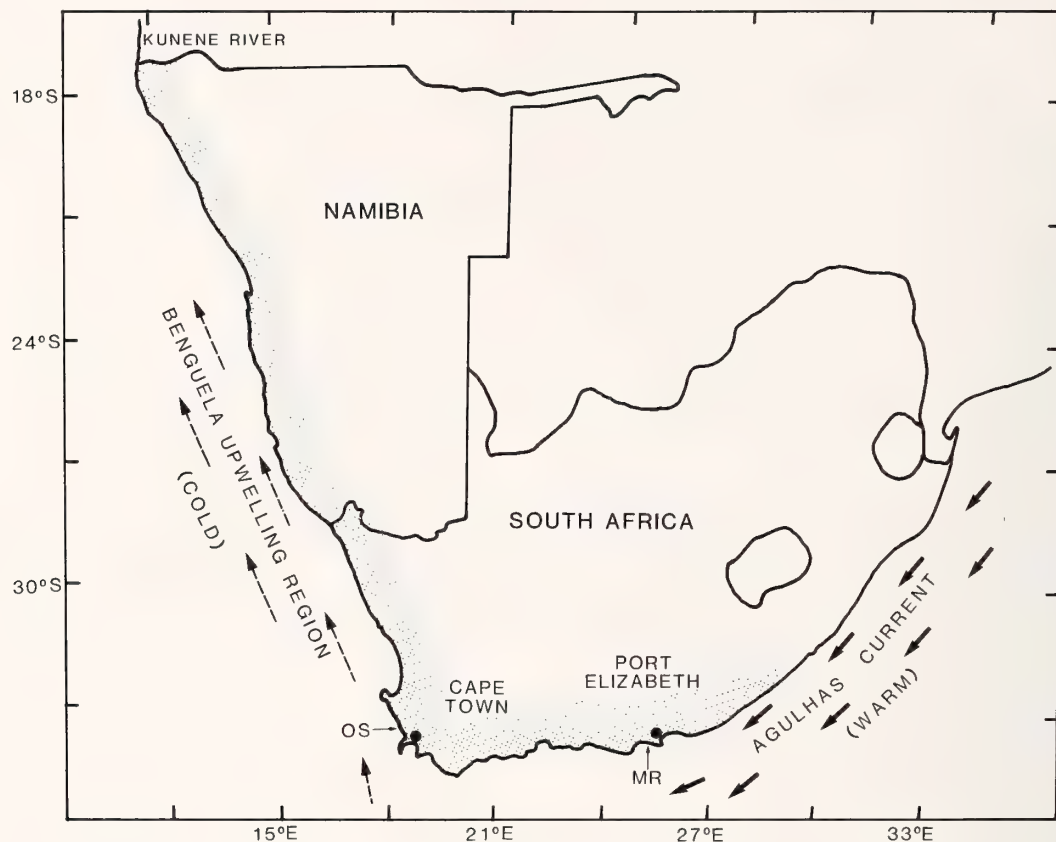 KUNENE RIVER
18°S
NAMIBIA
24°S
BENGUELA UPWELLING REGION
(COLD)
SOUTH AFRICA
30°S
AGULHAS CURRENT
(WARM)
PORT
ELIZABETH
CAPE
TOWN
OS
MR
15°E
21°E
27°E
33°E